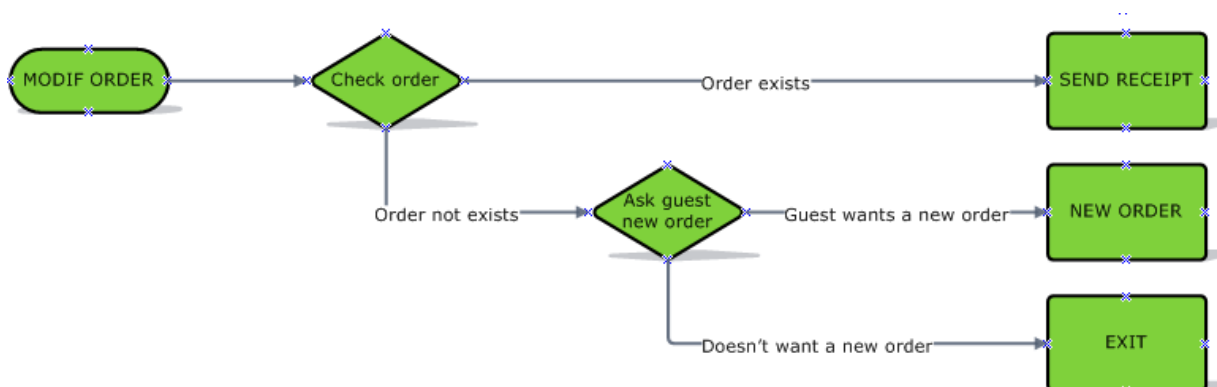 MODIF ORDER
Check order
Order exists
SEND RECEIPT
Order not exists
Ask guest
new order
Guest wants a new order
NEW ORDER
Doesn't want a new order
EXIT